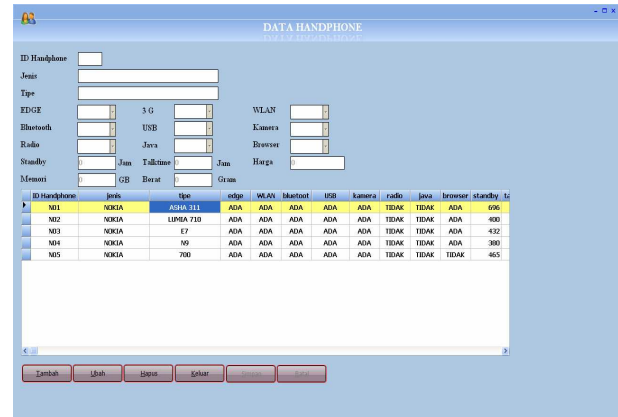 DATA HANDPHONE
ID Handphone
Jenis
Tipe
EDGE 3 G WLAN
Bluetooth USB Kamera
Radio Java Browser
Standby 0 Jam Talktime 0 Jam Harga 0
Memori 0 GB Berat 0 Gram
ID Handphone jenis tipe edge WLAN bluetoot USB kamera radio java browser standby ta
N01 NOKIA ASHA 311 ADA ADA ADA ADA ADA TIDAK TIDAK ADA 696
N02 NOKIA LUMIA 710 ADA ADA ADA ADA ADA TIDAK TIDAK ADA 400
N03 NOKIA E7 ADA ADA ADA ADA ADA TIDAK TIDAK ADA 432
N04 NOKIA N9 ADA ADA ADA ADA ADA TIDAK TIDAK ADA 380
N05 NOKIA 700 ADA ADA ADA ADA ADA TIDAK TIDAK TIDAK 465
Tambah Ubah Hapus Keluar Simpan Batal